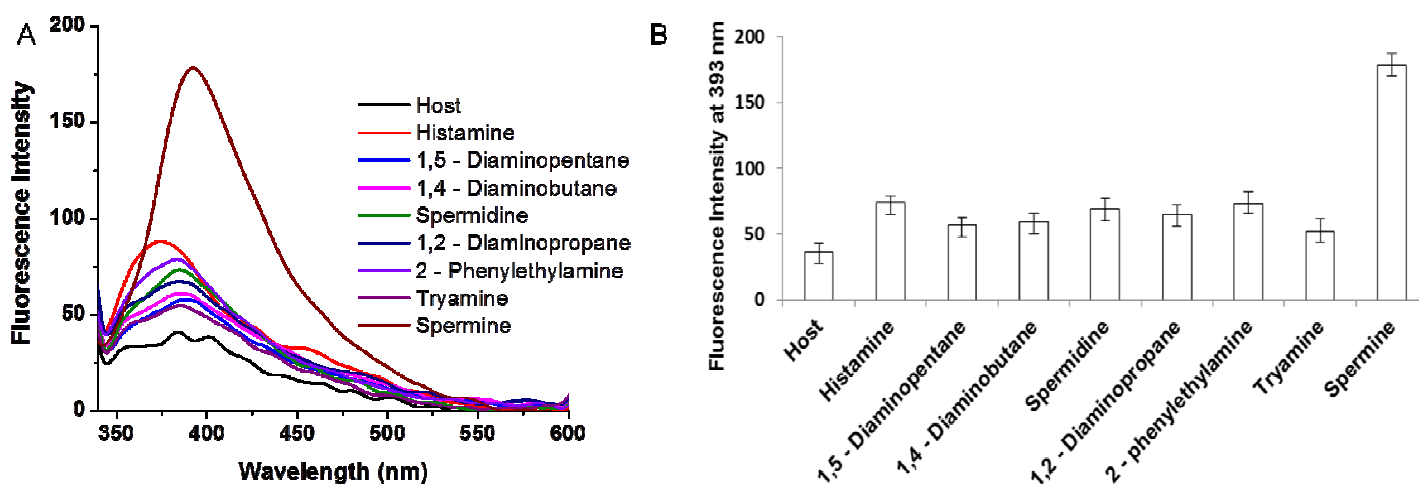 A
Fluorescence Intensity
200
150
100
50
0
350
400
450
500
550
600
Wavelength (nm)
Host
Histamine
1,5 - Diaminopentane
1,4 - Diaminobutane
Spermidine
1,2 - Diaminopropane
2 - Phenylethylamine
Tryamine
Spermine
B
Fluorescence Intensity at 393 nm
200
150
100
50
0
Host
Histamine
1,5 - Diaminopentane
1,4 - Diaminobutane
Spermidine
1,2 - Diaminopropane
2 - phenylethylamine
Tryamine
Spermine